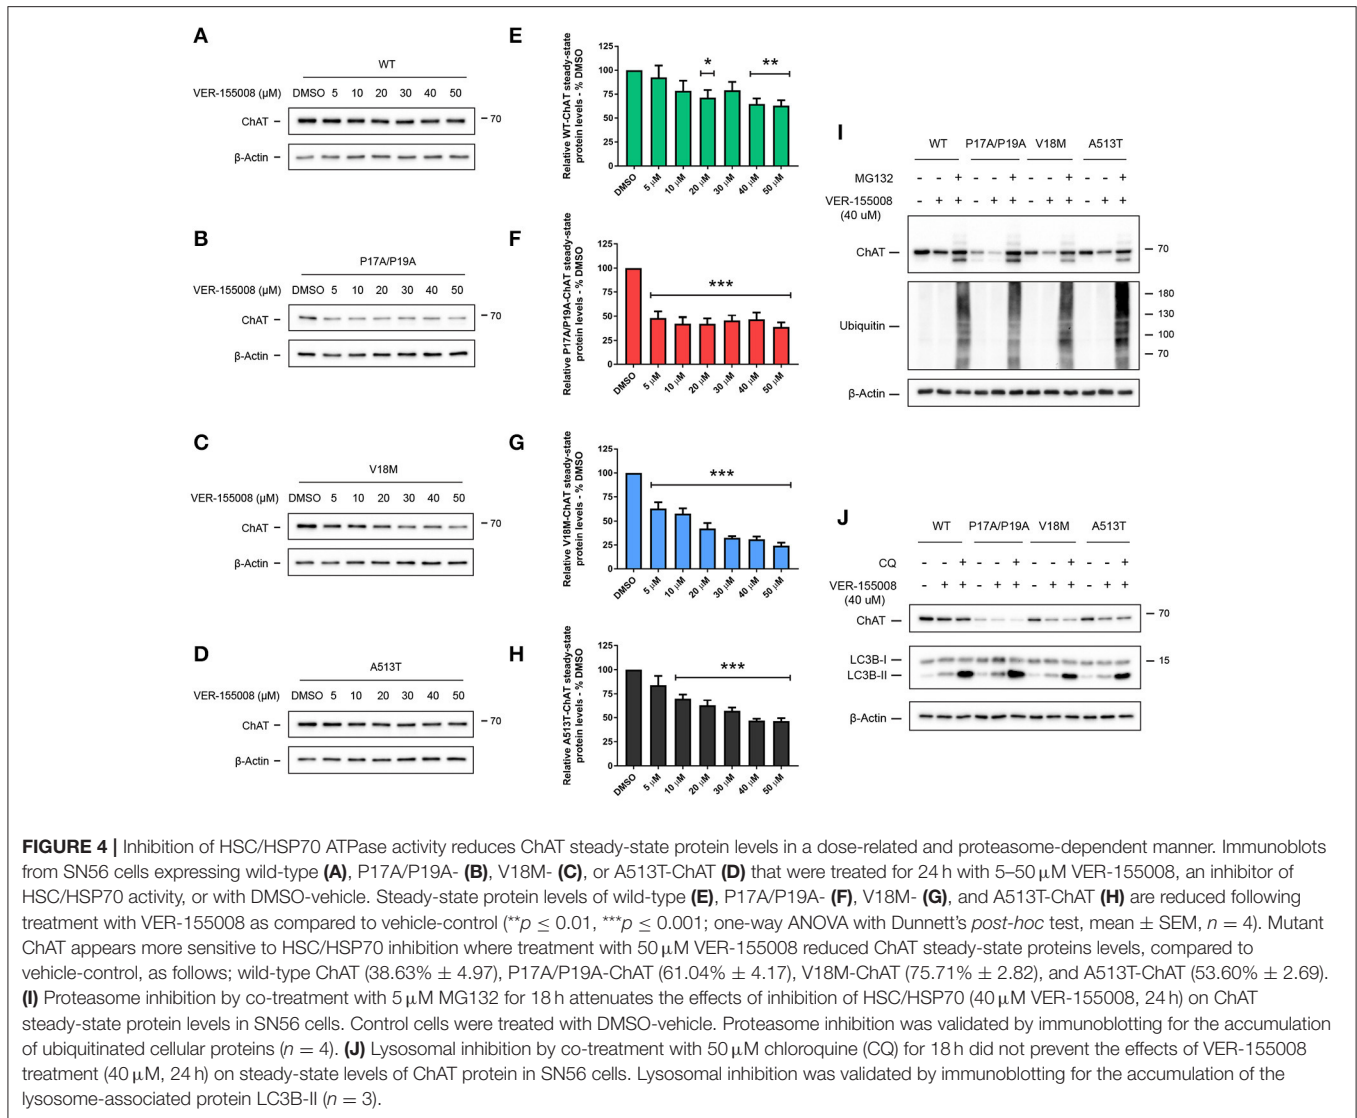 A
WT
VER-155008 (μM) DMSO 5 10 20 30 40 50
ChAT
70
β-Actin
E
Relative WT-ChAT steady-state
protein levels - % DMSO
125
100
75
50
25
0
* **
DMSO 5 μM 10 μM 20 μM 30 μM 40 μM 50 μM
B
P17A/P19A
VER-155008 (μM) DMSO 5 10 20 30 40 50
ChAT
70
β-Actin
F
Relative P17A/P19A-ChAT steady-state
protein levels - % DMSO
125
100
75
50
25
0
***
DMSO 5 μM 10 μM 20 μM 30 μM 40 μM 50 μM
C
V18M
VER-155008 (μM) DMSO 5 10 20 30 40 50
ChAT
70
β-Actin
G
Relative V18M-ChAT steady-state
protein levels - % DMSO
125
100
75
50
25
0
***
DMSO 5 μM 10 μM 20 μM 30 μM 40 μM 50 μM
D
A513T
VER-155008 (μM) DMSO 5 10 20 30 40 50
ChAT
70
β-Actin
H
Relative A513T-ChAT steady-state
protein levels - % DMSO
125
100
75
50
25
0
***
DMSO 5 μM 10 μM 20 μM 30 μM 40 μM 50 μM
I
WT P17A/P19A V18M A513T
MG132 + + + +
VER-155008 - + + - + + - + + - + +
(40 uM)
ChAT
70
Ubiquitin
180
130
100
70
β-Actin
J
WT P17A/P19A V18M A513T
CQ + + + +
VER-155008 - + + - + + - + + - + +
(40 uM)
ChAT
70
LC3B-I
15
LC3B-II
β-Actin
FIGURE 4 | Inhibition of HSC/HSP70 ATPase activity reduces ChAT steady-state protein levels in a dose-related and proteasome-dependent manner. Immunoblots
from SN56 cells expressing wild-type (A), P17A/P19A- (B), V18M- (C), or A513T-ChAT (D) that were treated for 24 h with 5–50 μM VER-155008, an inhibitor of
HSC/HSP70 activity, or with DMSO-vehicle. Steady-state protein levels of wild-type (E), P17A/P19A- (F), V18M- (G), and A513T-ChAT (H) are reduced following
treatment with VER-155008 as compared to vehicle-control (**p ≤ 0.01, ***p ≤ 0.001; one-way ANOVA with Dunnett's post-hoc test, mean ± SEM, n = 4). Mutant
ChAT appears more sensitive to HSC/HSP70 inhibition where treatment with 50 μM VER-155008 reduced ChAT steady-state proteins levels, compared to
vehicle-control, as follows; wild-type ChAT (38.63% ± 4.97), P17A/P19A-ChAT (61.04% ± 4.17), V18M-ChAT (75.71% ± 2.82), and A513T-ChAT (53.60% ± 2.69).
(I) Proteasome inhibition by co-treatment with 5 μM MG132 for 18 h attenuates the effects of inhibition of HSC/HSP70 (40 μM VER-155008, 24 h) on ChAT
steady-state protein levels in SN56 cells. Control cells were treated with DMSO-vehicle. Proteasome inhibition was validated by immunoblotting for the accumulation
of ubiquitinated cellular proteins (n = 4). (J) Lysosomal inhibition by co-treatment with 50 μM chloroquine (CQ) for 18 h did not prevent the effects of VER-155008
treatment (40 μM, 24 h) on steady-state levels of ChAT protein in SN56 cells. Lysosomal inhibition was validated by immunoblotting for the accumulation of the
lysosome-associated protein LC3B-II (n = 3).